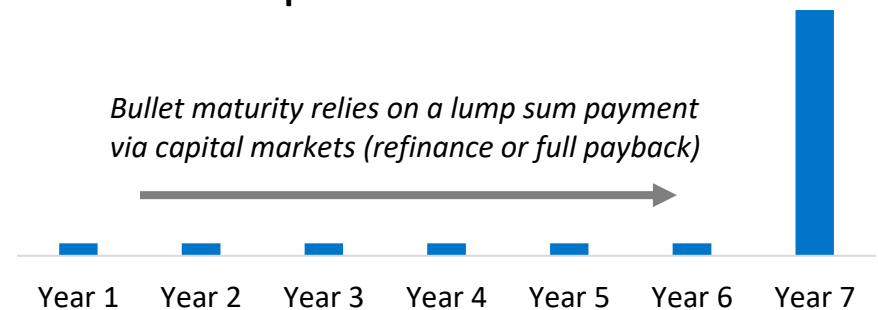 Bullet maturity relies on a lump sum payment
via capital markets (refinance or full payback)
Year 1 Year 2 Year 3 Year 4 Year 5 Year 6 Year 7